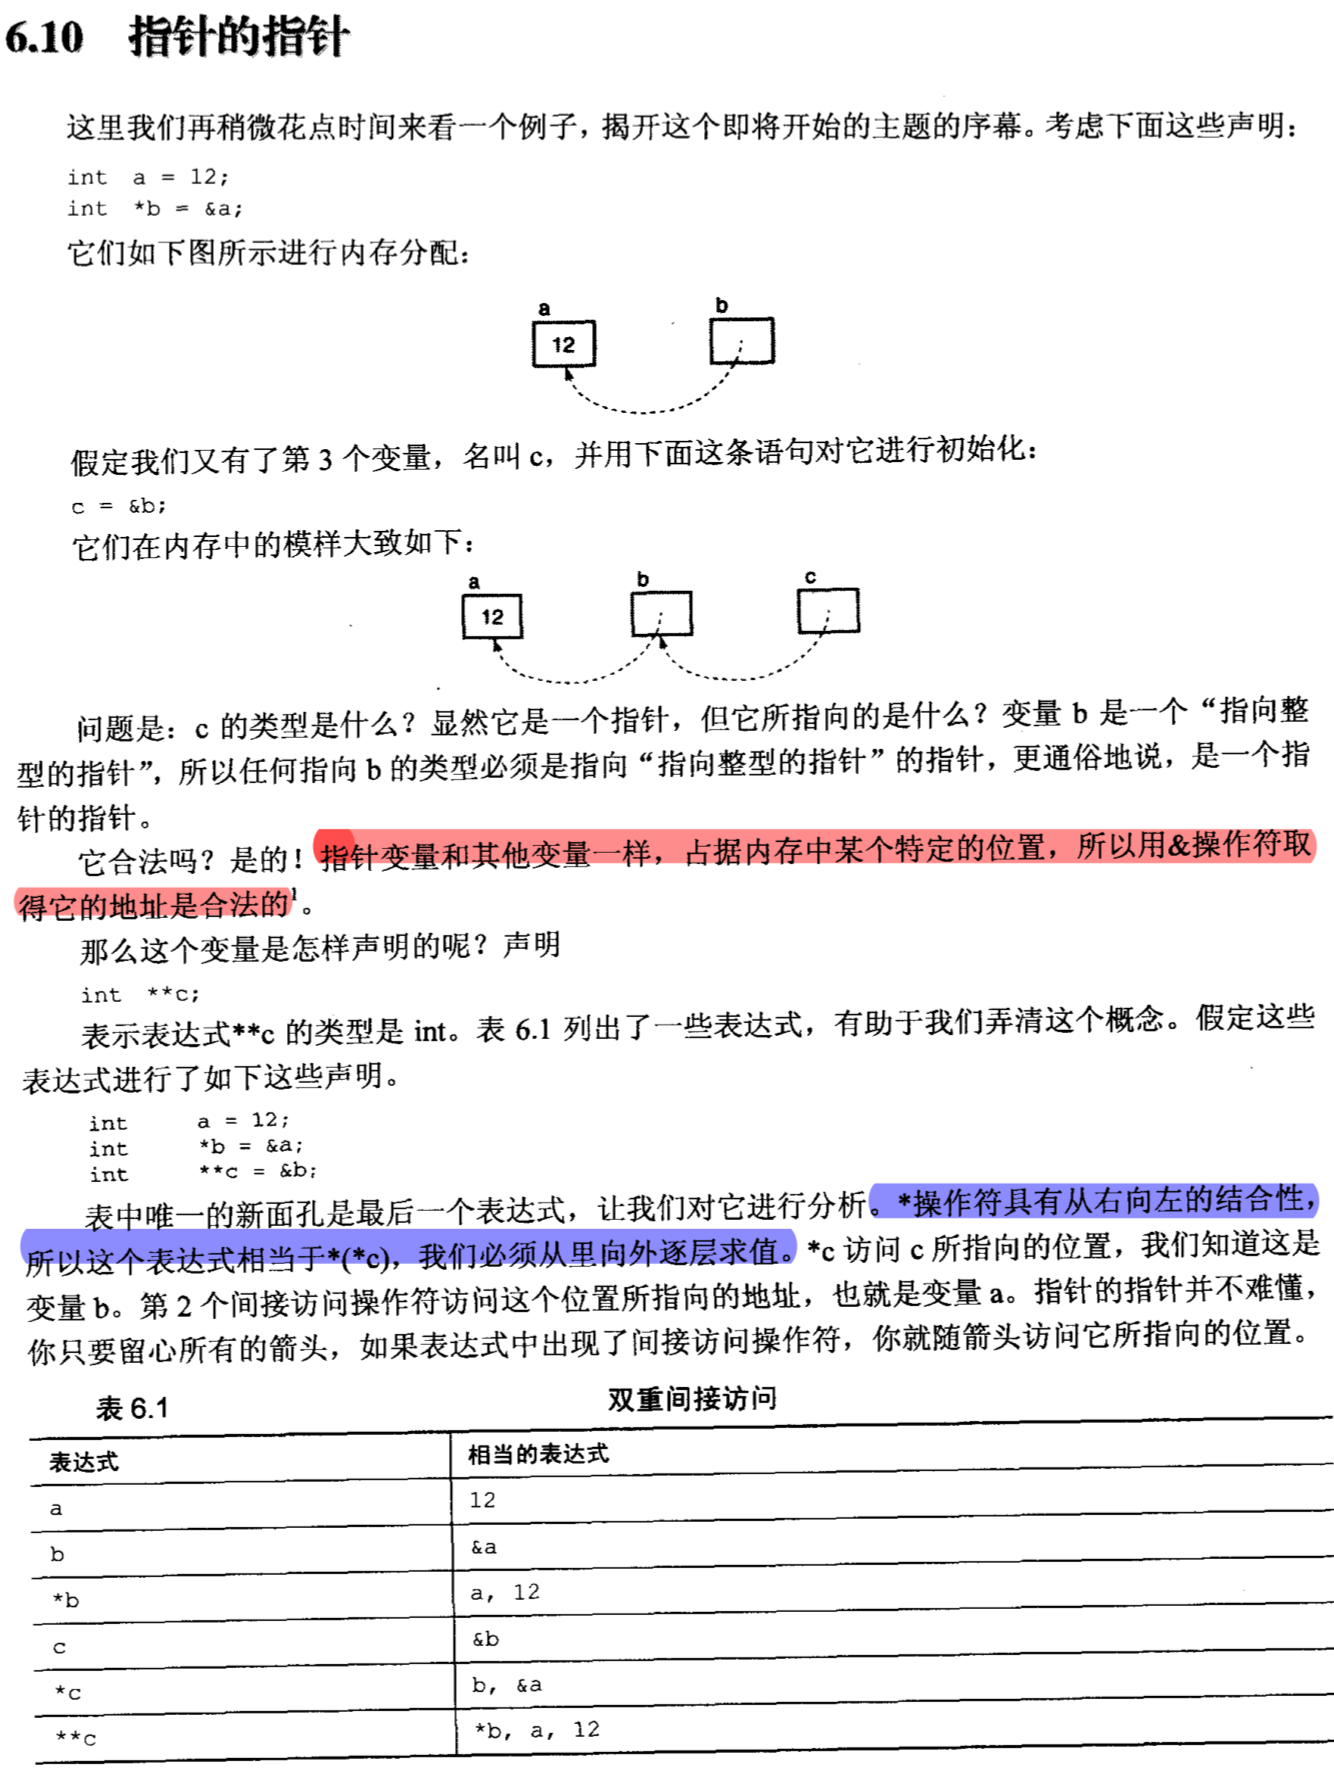 6.10 指针的指针
这里我们再稍微花点时间来看一个例子，揭开这个即将开始的主题的序幕。考虑下面这些声明：
int a = 12;
int *b = &a;
它们如下图所示进行内存分配：
a b
12
假定我们又有了第 3 个变量，名叫 c，并用下面这条语句对它进行初始化：
c = &b;
它们在内存中的模样大致如下：
a b c
12
问题是：c 的类型是什么？显然它是一个指针，但它所指向的是什么？变量 b 是一个“指向整
型的指针”，所以任何指向 b 的类型必须是指向“指向整型的指针”的指针，更通俗地说，是一个指
针的指针。
它合法吗？是的！指针变量和其他变量一样，占据内存中某个特定的位置，所以用&操作符取
得它的地址是合法的1。
那么这个变量是怎样声明的呢？声明
int **c;
表示表达式**c 的类型是 int。表 6.1 列出了一些表达式，有助于我们弄清这个概念。假定这些
表达式进行了如下这些声明。
int a = 12;
int *b = &a;
int **c = &b;
表中唯一的新面孔是最后一个表达式，让我们对它进行分析。*操作符具有从右向左的结合性，
所以这个表达式相当于*(*c)，我们必须从里向外逐层求值。*c 访问 c 所指向的位置，我们知道这是
变量 b。第 2 个间接访问操作符访问这个位置所指向的地址，也就是变量 a。指针的指针并不难懂，
你只要留心所有的箭头，如果表达式中出现了间接访问操作符，你就随箭头访问它所指向的位置。
表 6.1 双重间接访问
表达式 相当的表达式
a 12
b &a
*b a, 12
c &b
*c b, &a
**c *b, a, 12